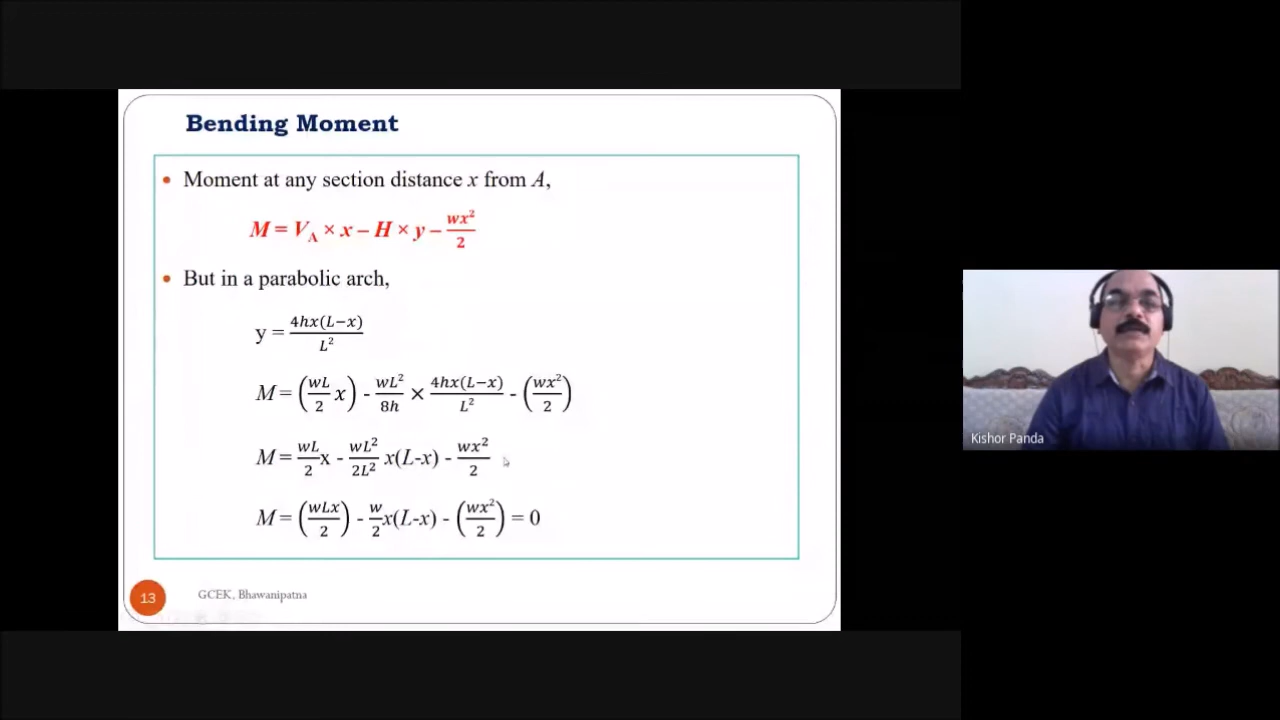 Bending Moment
• Moment at any section distance x from A,
M = V_A × x – H × y – wx²/2
• But in a parabolic arch,
y = 4hx(L−x)/L²
M = (wL/2 x) - wL²/8h × 4hx(L−x)/L² - (wx²/2)
M = wL/2 x - wL²/2L² x(L-x) - wx²/2
M = (wLx/2) - w/2 x(L-x) - (wx²/2) = 0
13
GCEK, Bhawanipatna
Kishor Panda